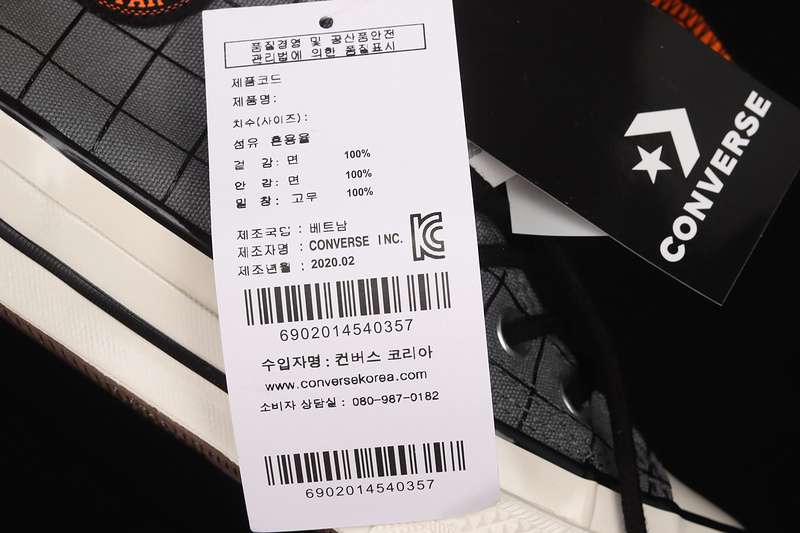 품질경영 및 공산품안전
관리법에 의한 품질표시
제품코드
제품명:
치수(사이즈):
섬유 혼용율
겉 감: 면 100%
안 감: 면 100%
밑 창: 고무 100%
제조국명 : 베트남
제조자명 : CONVERSE INC.
제조년월 : 2020.02
6902014540357
수입자명 : 컨버스 코리아
www.conversekorea.com
소비자 상담실 : 080-987-0182
6902014540357
CONVERSE